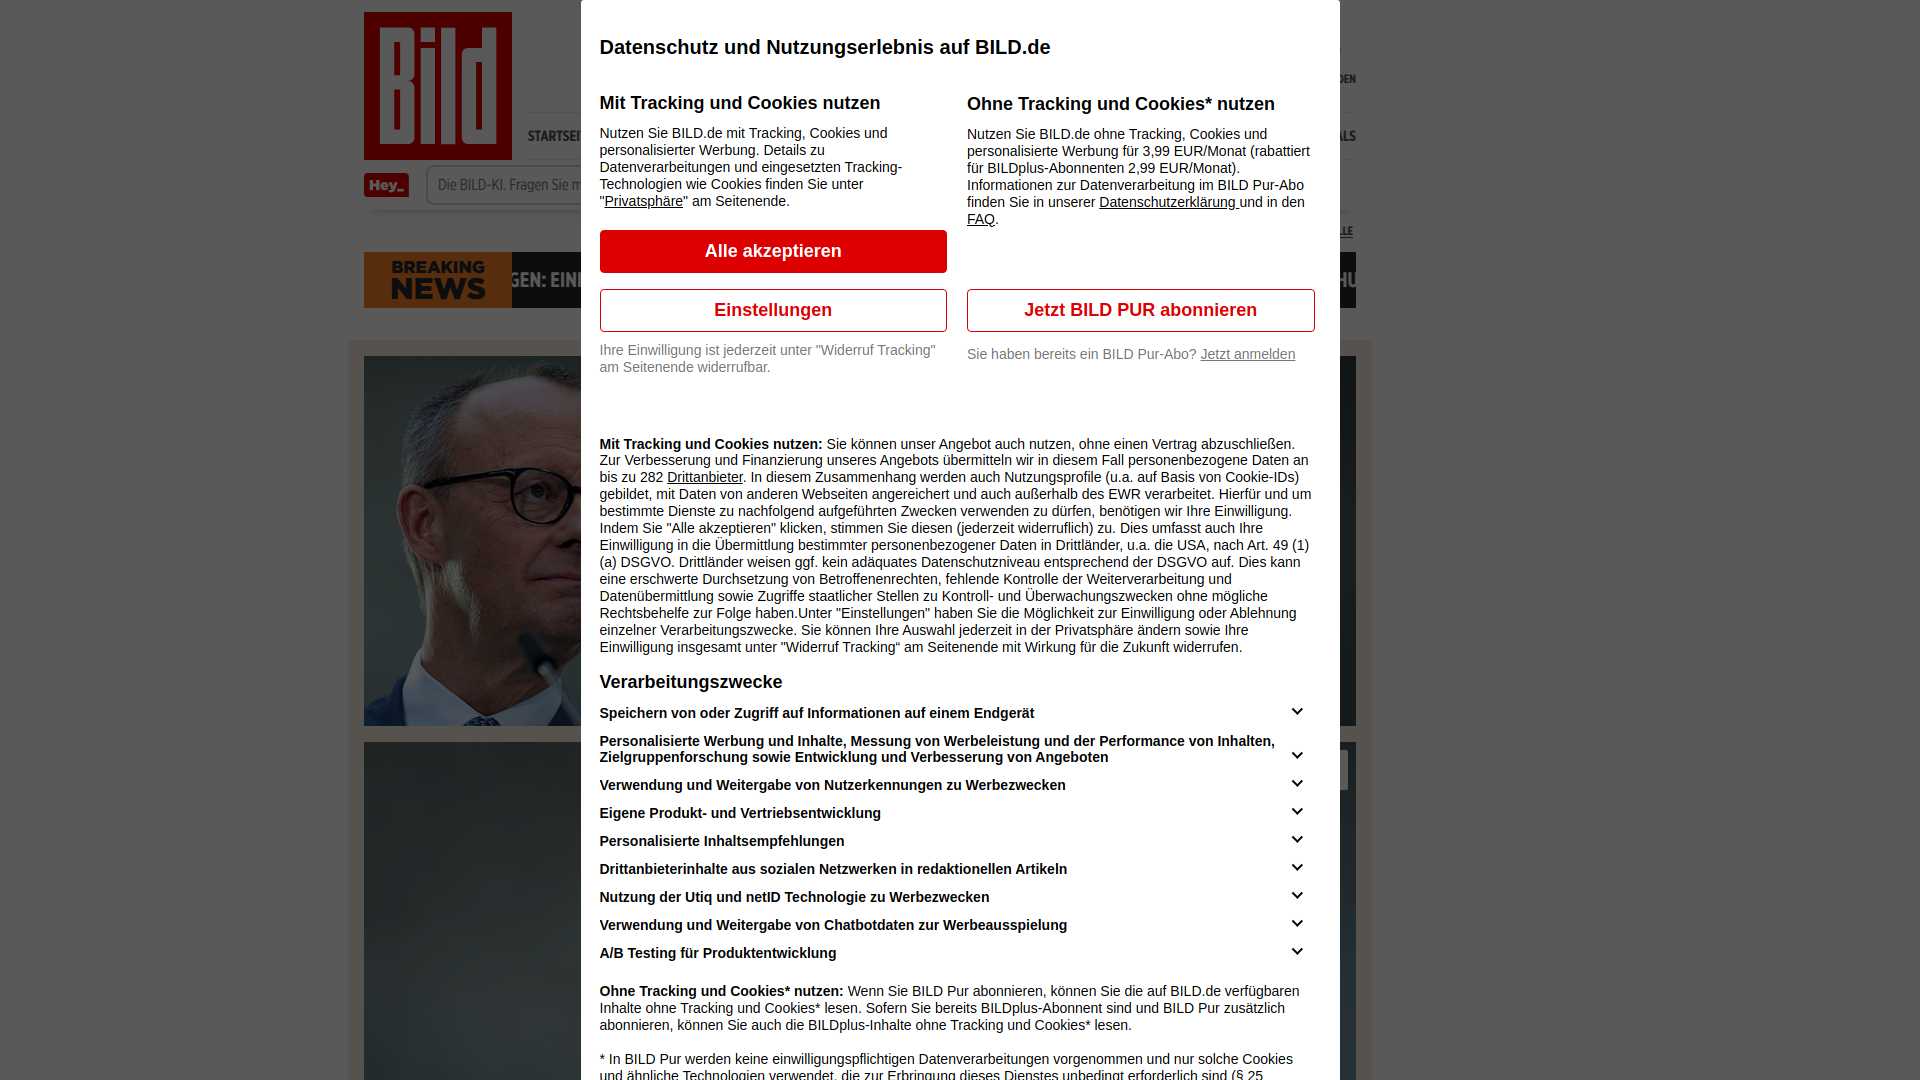 Bild
DEN
STARTSEI
ALS
Hey_
Die BILD-KI. Fragen Sie m
LLE
BREAKING
NEWS
GEN: EIN
HU
Datenschutz und Nutzungserlebnis auf BILD.de
Mit Tracking und Cookies nutzen
Nutzen Sie BILD.de mit Tracking, Cookies und
personalisierter Werbung. Details zu
Datenverarbeitungen und eingesetzten Tracking-
Technologien wie Cookies finden Sie unter
"Privatsphäre" am Seitenende.
Alle akzeptieren
Einstellungen
Ihre Einwilligung ist jederzeit unter "Widerruf Tracking"
am Seitenende widerrufbar.
Ohne Tracking und Cookies* nutzen
Nutzen Sie BILD.de ohne Tracking, Cookies und
personalisierte Werbung für 3,99 EUR/Monat (rabattiert
für BILDplus-Abonnenten 2,99 EUR/Monat).
Informationen zur Datenverarbeitung im BILD Pur-Abo
finden Sie in unserer Datenschutzerklärung und in den
FAQ.
Jetzt BILD PUR abonnieren
Sie haben bereits ein BILD Pur-Abo? Jetzt anmelden
Mit Tracking und Cookies nutzen: Sie können unser Angebot auch nutzen, ohne einen Vertrag abzuschließen.
Zur Verbesserung und Finanzierung unseres Angebots übermitteln wir in diesem Fall personenbezogene Daten an
bis zu 282 Drittanbieter. In diesem Zusammenhang werden auch Nutzungsprofile (u.a. auf Basis von Cookie-IDs)
gebildet, mit Daten von anderen Webseiten angereichert und auch außerhalb des EWR verarbeitet. Hierfür und um
bestimmte Dienste zu nachfolgend aufgeführten Zwecken verwenden zu dürfen, benötigen wir Ihre Einwilligung.
Indem Sie "Alle akzeptieren" klicken, stimmen Sie diesen (jederzeit widerruflich) zu. Dies umfasst auch Ihre
Einwilligung in die Übermittlung bestimmter personenbezogener Daten in Drittländer, u.a. die USA, nach Art. 49 (1)
(a) DSGVO. Drittländer weisen ggf. kein adäquates Datenschutzniveau entsprechend der DSGVO auf. Dies kann
eine erschwerte Durchsetzung von Betroffenenrechten, fehlende Kontrolle der Weiterverarbeitung und
Datenübermittlung sowie Zugriffe staatlicher Stellen zu Kontroll- und Überwachungszwecken ohne mögliche
Rechtsbehelfe zur Folge haben.Unter "Einstellungen" haben Sie die Möglichkeit zur Einwilligung oder Ablehnung
einzelner Verarbeitungszwecke. Sie können Ihre Auswahl jederzeit in der Privatsphäre ändern sowie Ihre
Einwilligung insgesamt unter "Widerruf Tracking“ am Seitenende mit Wirkung für die Zukunft widerrufen.
Verarbeitungszwecke
Speichern von oder Zugriff auf Informationen auf einem Endgerät
Personalisierte Werbung und Inhalte, Messung von Werbeleistung und der Performance von Inhalten,
Zielgruppenforschung sowie Entwicklung und Verbesserung von Angeboten
Verwendung und Weitergabe von Nutzerkennungen zu Werbezwecken
Eigene Produkt- und Vertriebsentwicklung
Personalisierte Inhaltsempfehlungen
Drittanbieterinhalte aus sozialen Netzwerken in redaktionellen Artikeln
Nutzung der Utiq und netID Technologie zu Werbezwecken
Verwendung und Weitergabe von Chatbotdaten zur Werbeausspielung
A/B Testing für Produktentwicklung
Ohne Tracking und Cookies* nutzen: Wenn Sie BILD Pur abonnieren, können Sie die auf BILD.de verfügbaren
Inhalte ohne Tracking und Cookies* lesen. Sofern Sie bereits BILDplus-Abonnent sind und BILD Pur zusätzlich
abonnieren, können Sie auch die BILDplus-Inhalte ohne Tracking und Cookies* lesen.
* In BILD Pur werden keine einwilligungspflichtigen Datenverarbeitungen vorgenommen und nur solche Cookies
und ähnliche Technologien verwendet, die zur Erbringung dieses Dienstes unbedingt erforderlich sind (§ 25